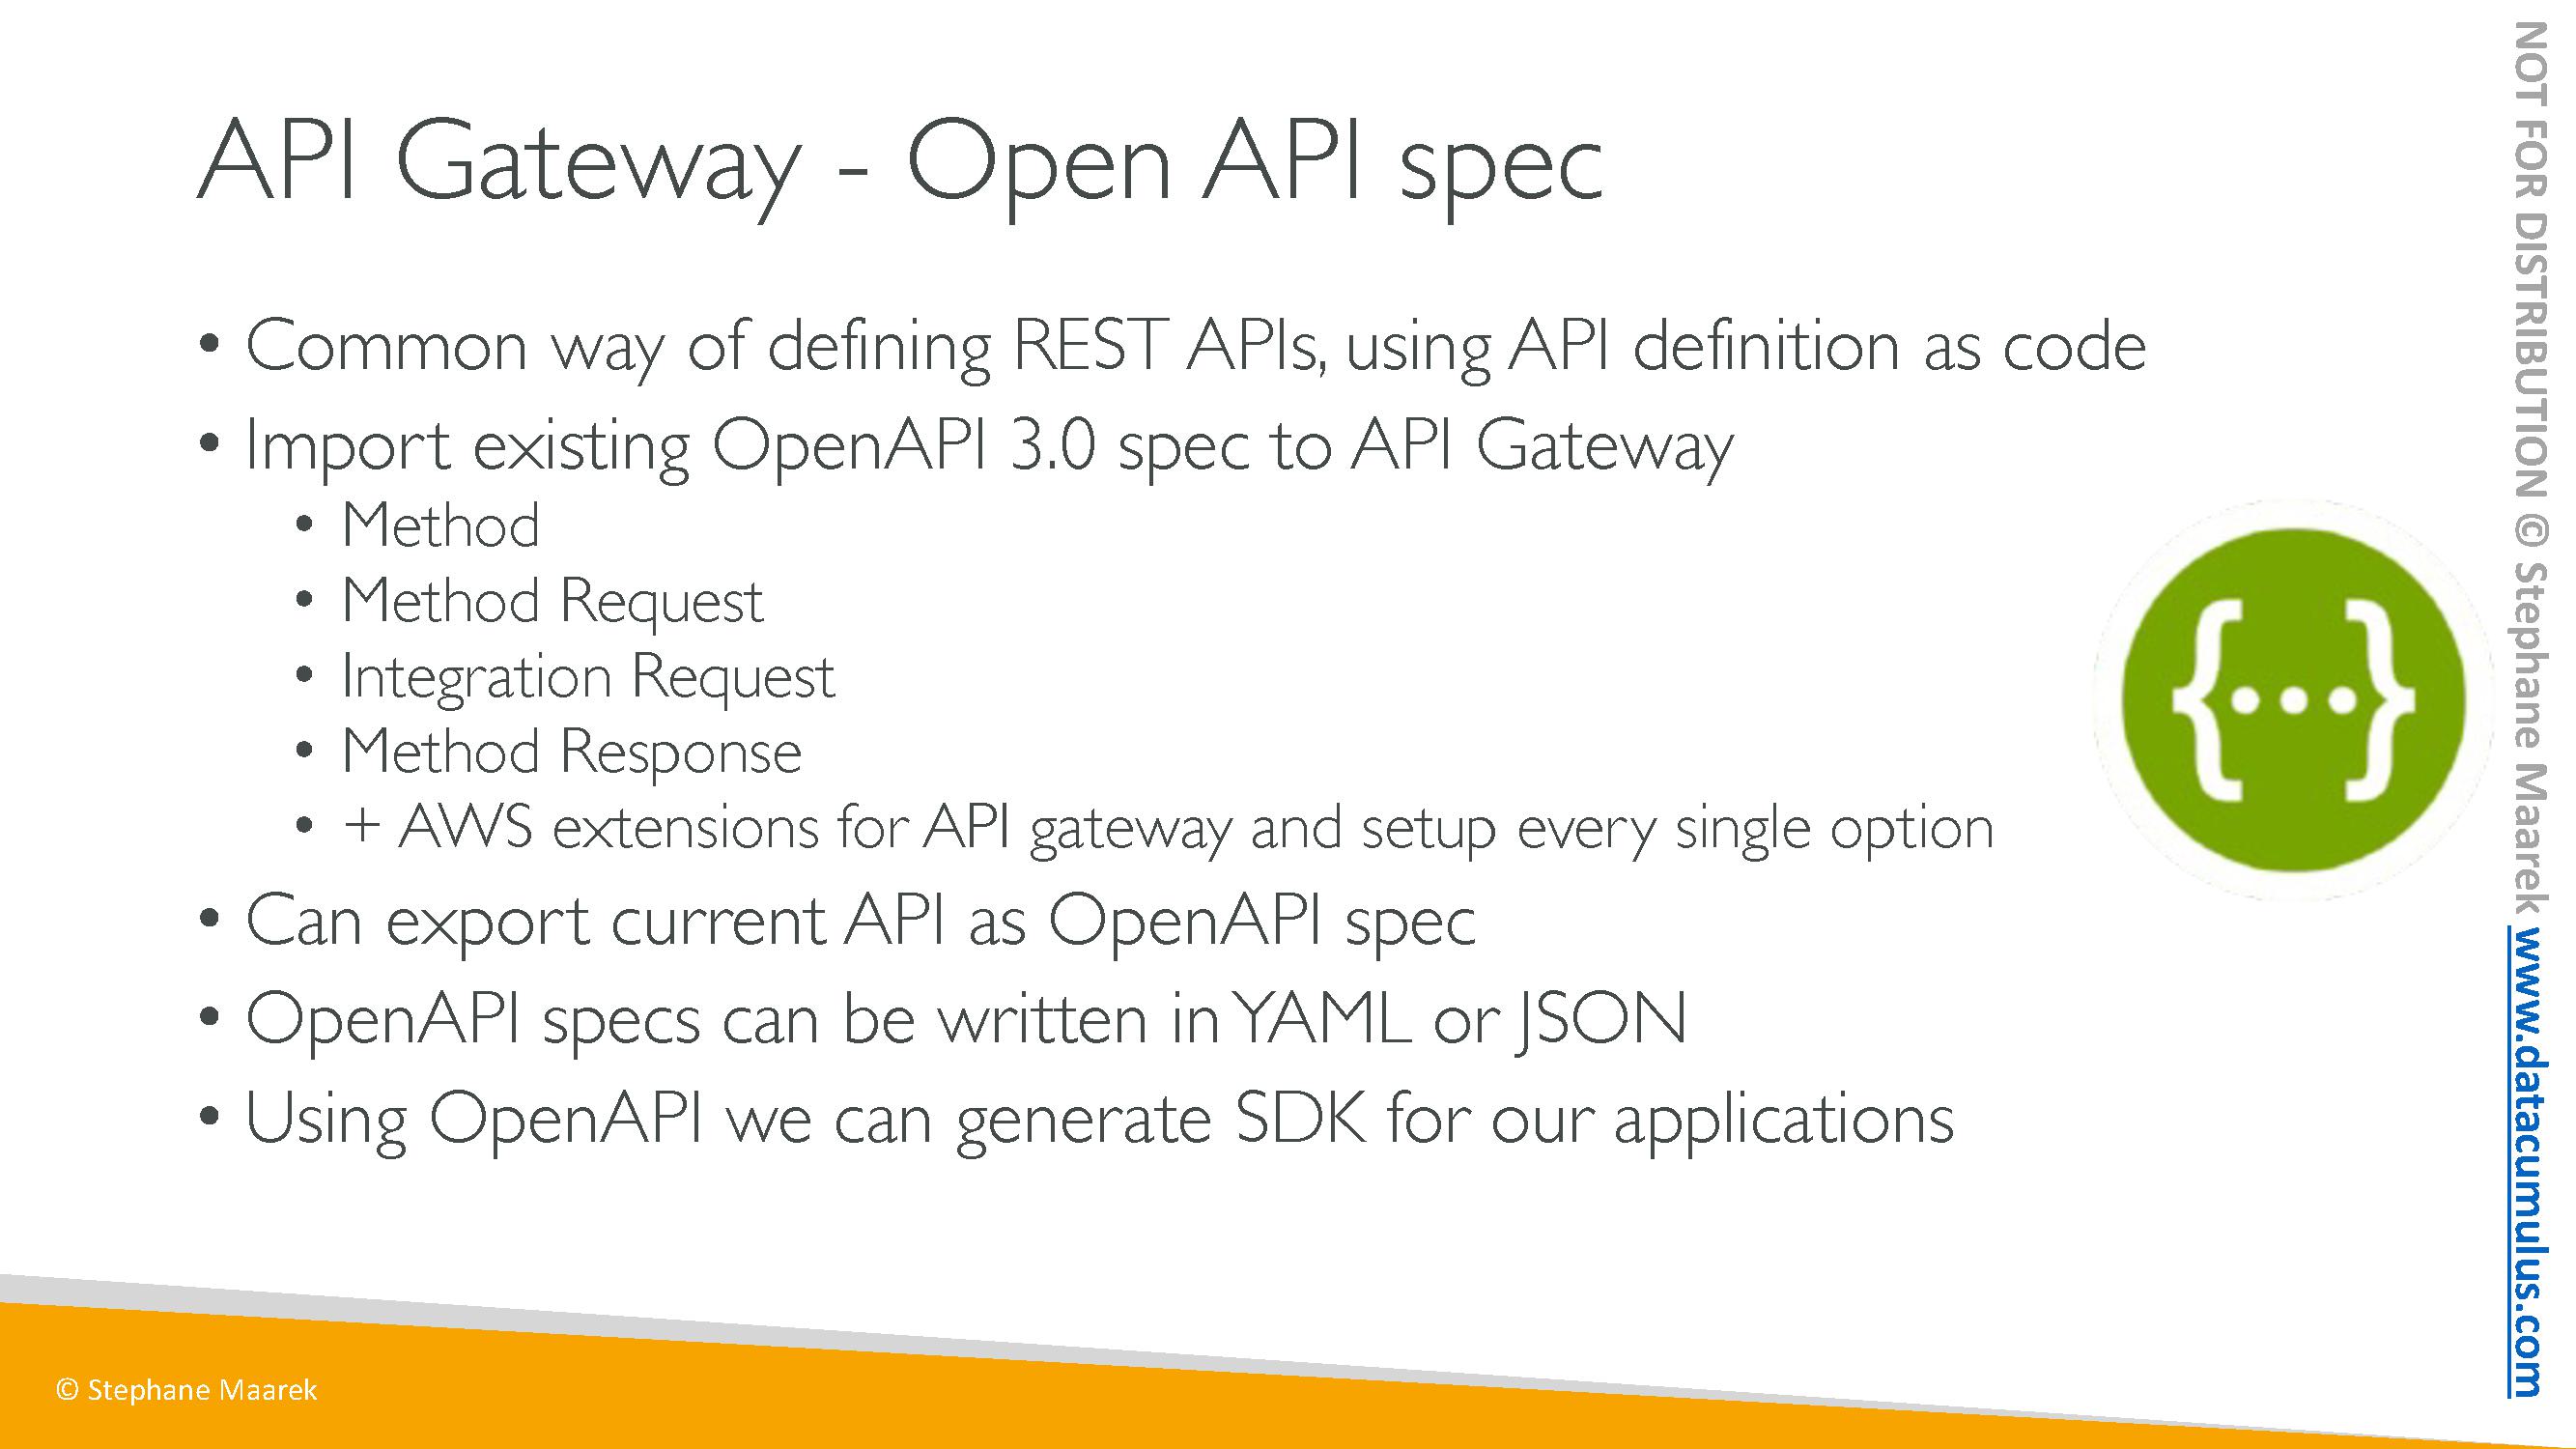 API Gateway - Open API spec
• Common way of defining REST APIs, using API definition as code
• Import existing OpenAPI 3.0 spec to API Gateway
• Method
• Method Request
• Integration Request
• Method Response
• + AWS extensions for API gateway and setup every single option
• Can export current API as OpenAPI spec
• OpenAPI specs can be written in YAML or JSON
• Using OpenAPI we can generate SDK for our applications
© Stephane Maarek
NOT FOR DISTRIBUTION © Stephane Maarek www.datacumulus.com